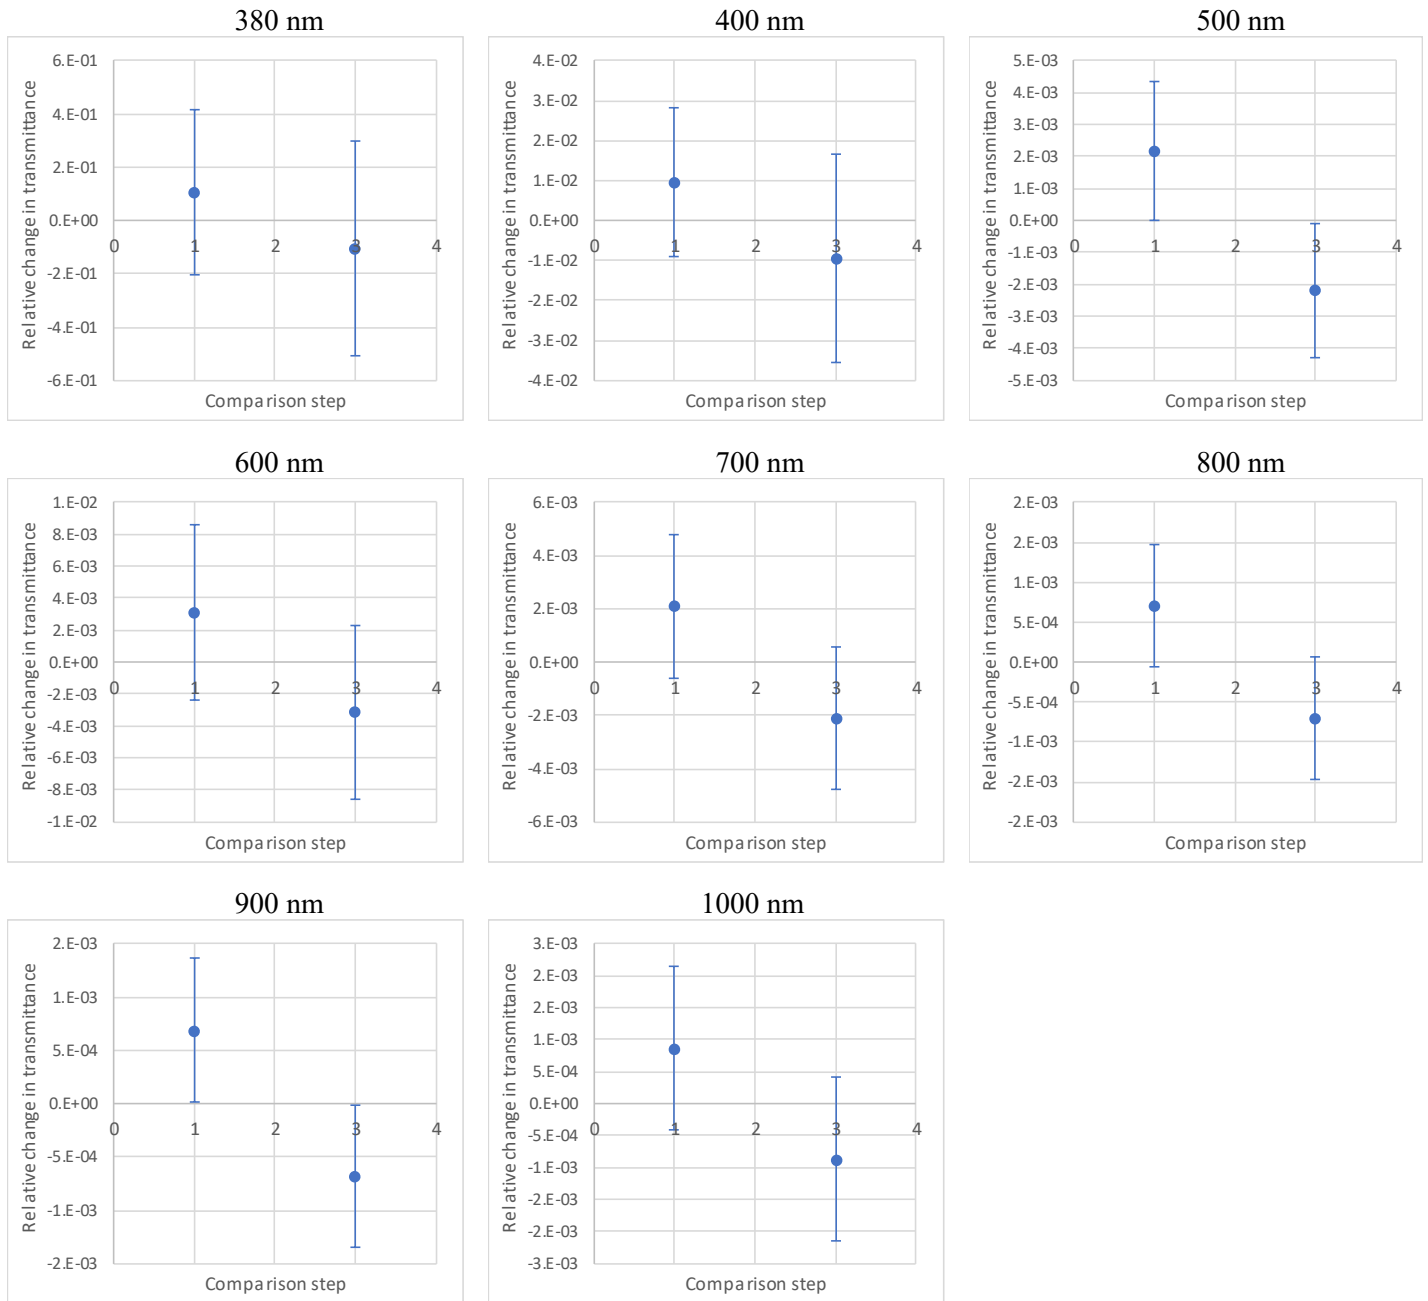 380 nm
6.E-01
4.E-01
2.E-01
0.E+00
-2.E-01
-4.E-01
-6.E-01
0 1 2 3 4
Relative change in transmittance
Comparison step
400 nm
4.E-02
3.E-02
2.E-02
1.E-02
0.E+00
-1.E-02
-2.E-02
-3.E-02
-4.E-02
0 1 2 3 4
Relative change in transmittance
Comparison step
500 nm
5.E-03
4.E-03
3.E-03
2.E-03
1.E-03
0.E+00
-1.E-03
-2.E-03
-3.E-03
-4.E-03
-5.E-03
0 1 2 3 4
Relative change in transmittance
Comparison step
600 nm
1.E-02
8.E-03
6.E-03
4.E-03
2.E-03
0.E+00
-2.E-03
-4.E-03
-6.E-03
-8.E-03
-1.E-02
0 1 2 3 4
Relative change in transmittance
Comparison step
700 nm
6.E-03
4.E-03
2.E-03
0.E+00
-2.E-03
-4.E-03
-6.E-03
0 1 2 3 4
Relative change in transmittance
Comparison step
800 nm
2.E-03
2.E-03
1.E-03
5.E-04
0.E+00
-5.E-04
-1.E-03
-2.E-03
-2.E-03
0 1 2 3 4
Relative change in transmittance
Comparison step
900 nm
2.E-03
1.E-03
5.E-04
0.E+00
-5.E-04
-1.E-03
-2.E-03
0 1 2 3 4
Relative change in transmittance
Comparison step
1000 nm
3.E-03
2.E-03
2.E-03
1.E-03
5.E-04
0.E+00
-5.E-04
-1.E-03
-2.E-03
-2.E-03
-3.E-03
0 1 2 3 4
Relative change in transmittance
Comparison step